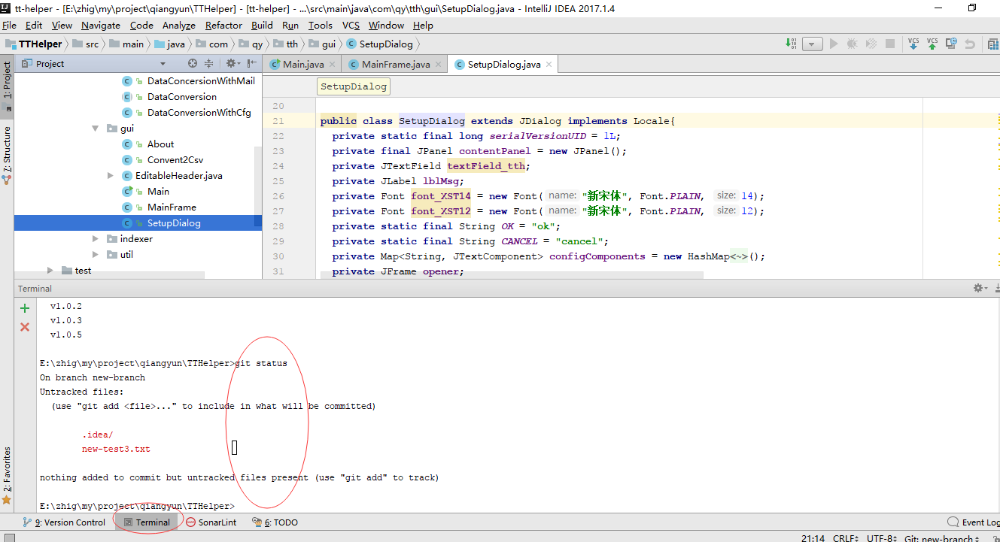 tt-helper - [E:\zhig\my\project\qiangyun\TTHelper] - [tt-helper] - ...\src\main\java\com\qy\tth\gui\SetupDialog.java - IntelliJ IDEA 2017.1.4
File Edit View Navigate Code Analyze Refactor Build Run Tools VCS Window Help
TTHelper src main java com qy tth gui SetupDialog VCS VCS
1: Project
7: Structure
2: Favorites
Project
DataConcersionWithMail
DataConversion
DataConversionWithCfg
gui
About
Convent2Csv
EditableHeader.java
Main
MainFrame
SetupDialog
indexer
util
test
Main.java MainFrame.java SetupDialog.java
SetupDialog
20
21 public class SetupDialog extends JDialog implements Locale{
22 private static final long serialVersionUID = 1L;
23 private final JPanel contentPanel = new JPanel();
24 private JTextField textField_tth;
25 private JLabel lblMsg;
26 private Font font_XST14 = new Font( name: "新宋体", Font.PLAIN, size: 14);
27 private Font font_XST12 = new Font( name: "新宋体", Font.PLAIN, size: 12);
28 private static final String OK = "ok";
29 private static final String CANCEL = "cancel";
30 private Map<String, JTextComponent> configComponents = new HashMap<~>();
31 private JFrame opener;
Terminal
v1.0.2
v1.0.3
v1.0.5
E:\zhig\my\project\qiangyun\TTHelper>git status
On branch new-branch
Untracked files:
(use "git add <file>..." to include in what will be committed)
.idea/
new-test3.txt
nothing added to commit but untracked files present (use "git add" to track)
E:\zhig\my\project\qiangyun\TTHelper>
9: Version Control Terminal SonarLint 6: TODO Event Log
21:14 CRLF UTF-8 Git: new-branch